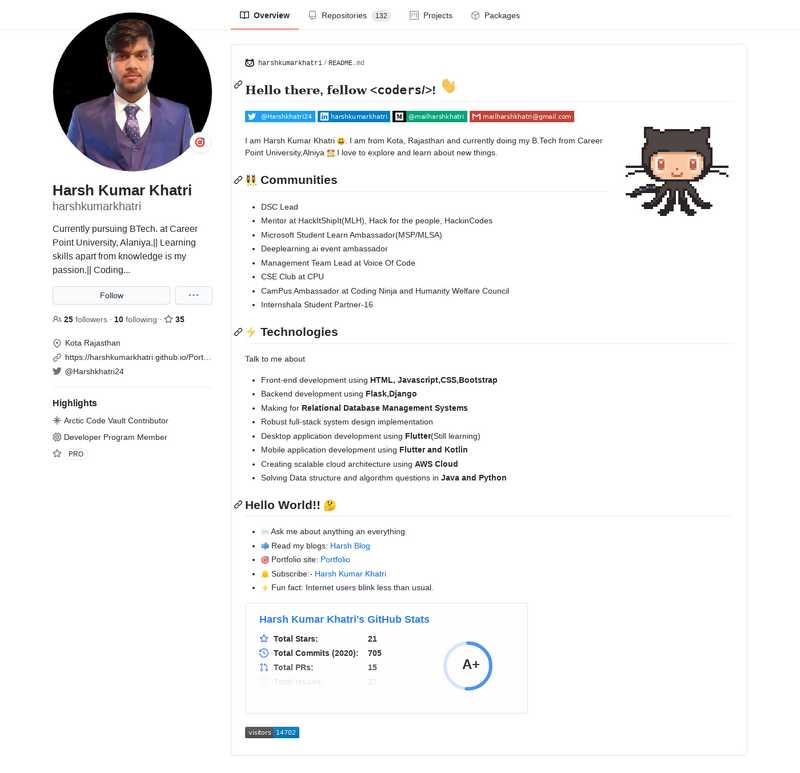 Overview
Repositories 132
Projects
Packages
Harsh Kumar Khatri
harshkumarkhatri
Currently pursuing BTech. at Career
Point University, Alaniya.|| Learning
skills apart from knowledge is my
passion.|| Coding...
Follow
...
25 followers · 10 following · 35
Kota Rajasthan
https://harshkumarkhatri.github.io/Port...
@Harshkhatri24
Highlights
Arctic Code Vault Contributor
Developer Program Member
PRO
harshkumarkhatri / README.md
Hello there, fellow <coders/>! 👋
@Harshkhatri24
harshkumarkhatri
@mailharshkhatri
mailharshkhatri@gmail.com
I am Harsh Kumar Khatri 😃. I am from Kota, Rajasthan and currently doing my B.Tech from Career
Point University,Alniya ⏰.I love to explore and learn about new things.
👯 Communities
• DSC Lead
• Mentor at HackItShipIt(MLH), Hack for the people, HackinCodes
• Microsoft Student Learn Ambassador(MSP/MLSA)
• Deeplearning.ai event ambassador
• Management Team Lead at Voice Of Code
• CSE Club at CPU
• CamPus Ambassador at Coding Ninja and Humanity Welfare Council
• Internshala Student Partner-16
⚡ Technologies
Talk to me about
• Front-end development using HTML, Javascript,CSS,Bootstrap
• Backend development using Flask,Django
• Making for Relational Database Management Systems
• Robust full-stack system design implementation
• Desktop application development using Flutter(Still learning)
• Mobile application development using Flutter and Kotlin
• Creating scalable cloud architecture using AWS Cloud
• Solving Data structure and algorithm questions in Java and Python
Hello World!! 🤔
• Ask me about anything an everything.
• Read my blogs: Harsh Blog
• 🎯 Portfolio site: Portfolio
• Subscribe:- Harsh Kumar Khatri
• ⚡ Fun fact: Internet users blink less than usual.
Harsh Kumar Khatri's GitHub Stats
Total Stars: 21
Total Commits (2020): 705
Total PRs: 15
Total Issues:
A+
visitors 14702